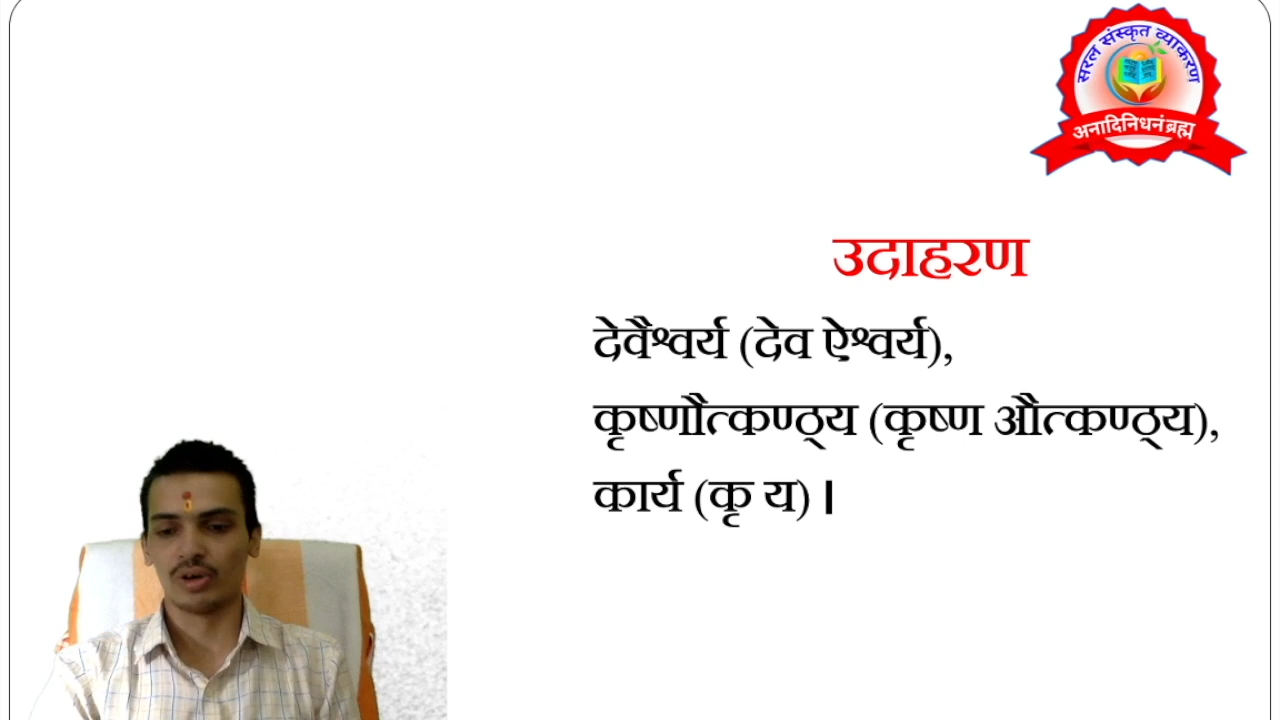 सरल संस्कृत व्याकरण
अनादिनिधनं ब्रह्म
उदाहरण
देवैश्वर्य (देव ऐश्वर्य),
कृष्णौत्कण्ठ्य (कृष्ण औत्कण्ठ्य),
कार्य (कृ य) ।